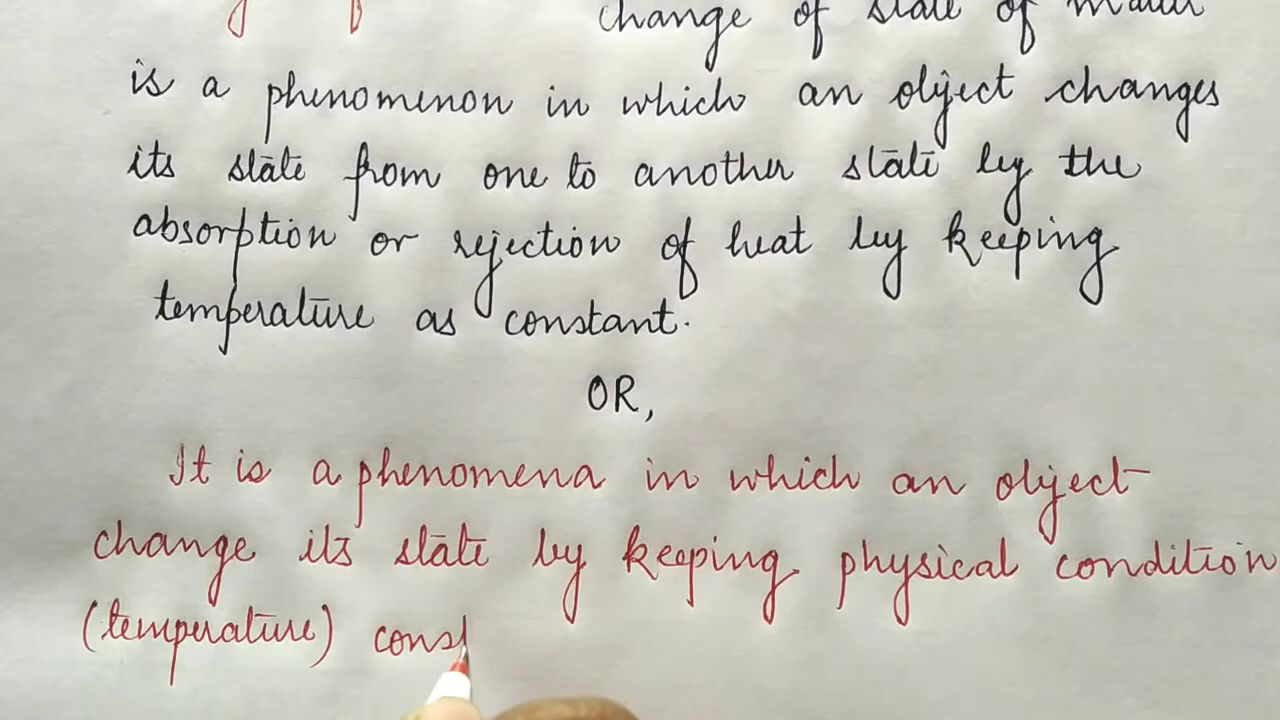 change of state of matter
is a phenomenon in which an object changes
its state from one to another state by the
absorption or rejection of heat by keeping
temperature as constant.
OR,
It is a phenomena in which an object
change its state by keeping physical condition
(temperature) const